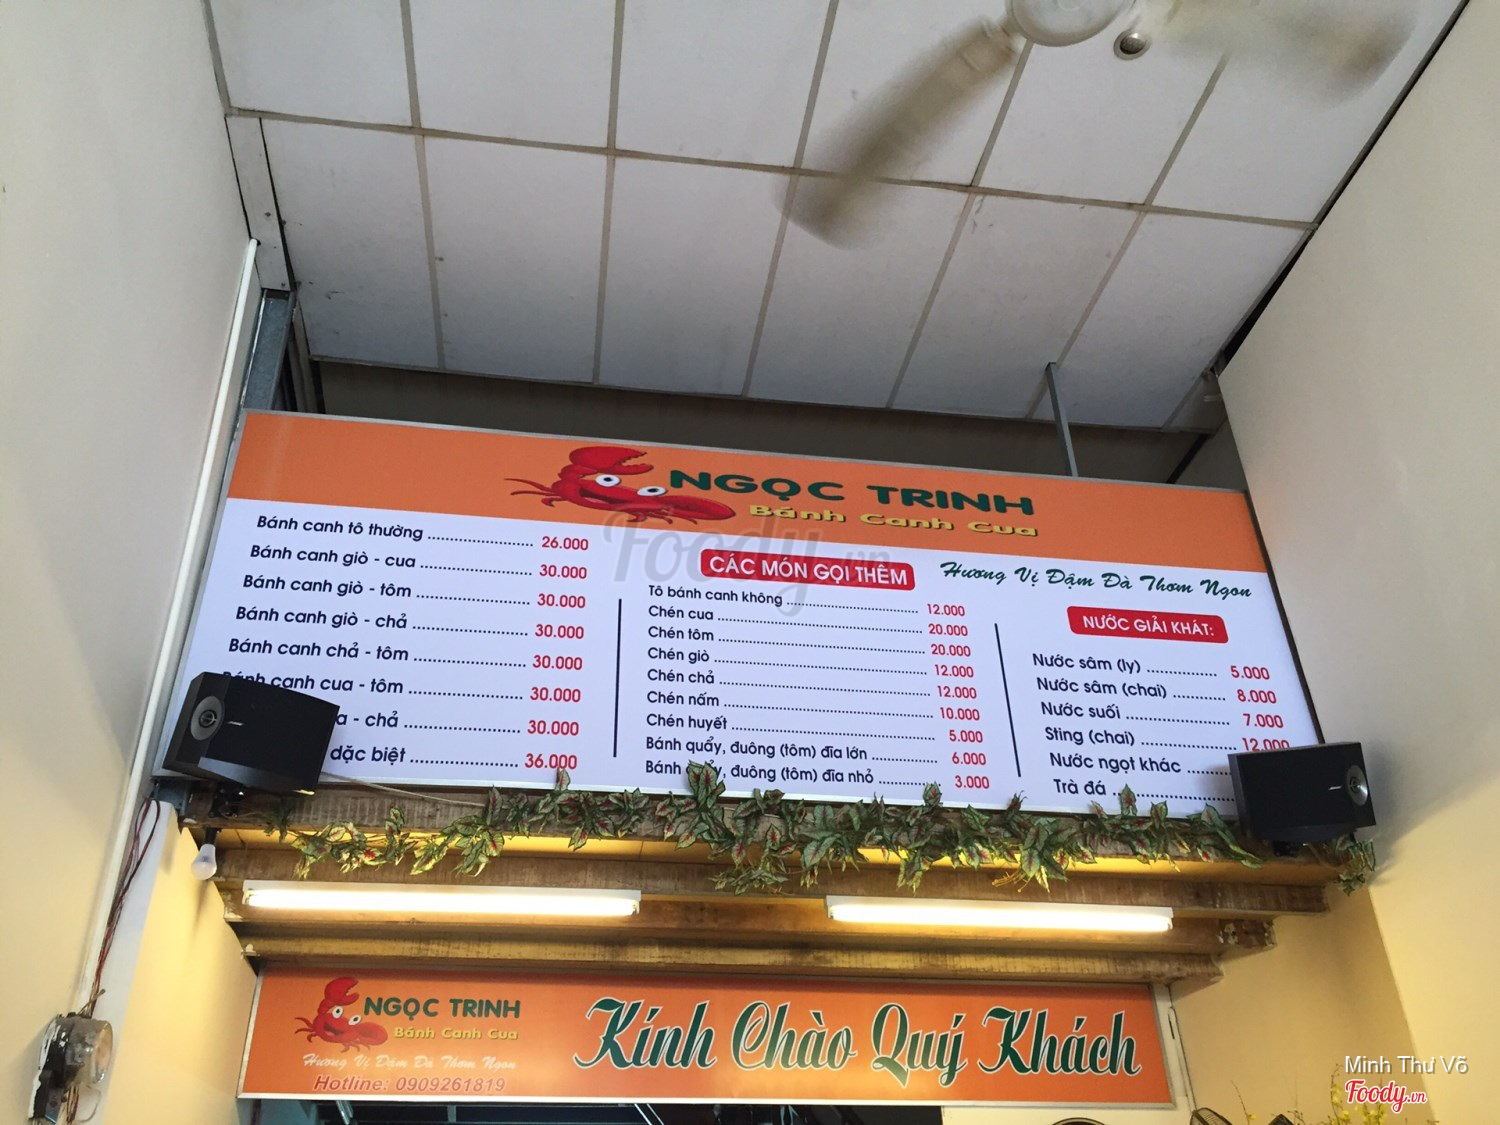 NGỌC TRINH
Bánh Canh Cua
Hương Vị Đậm Đà Thơm Ngon
Bánh canh tô thường 26.000
Bánh canh giò - cua 30.000
Bánh canh giò - tôm 30.000
Bánh canh giò - chả 30.000
Bánh canh chả - tôm 30.000
Bánh canh cua - tôm 30.000
- chả 30.000
đặc biệt 36.000
CÁC MÓN GỌI THÊM
Tô bánh canh không 12.000
Chén cua 20.000
Chén tôm 20.000
Chén giò 12.000
Chén chả 12.000
Chén nấm 10.000
Chén huyết 5.000
Bánh quẩy, đuông (tôm) đĩa lớn 6.000
Bánh quẩy, đuông (tôm) đĩa nhỏ 3.000
NƯỚC GIẢI KHÁT:
Nước sâm (ly) 5.000
Nước sâm (chai) 8.000
Nước suối 7.000
Sting (chai) 12.000
Nước ngọt khác
Trà đá
Foody.vn
NGỌC TRINH
Bánh Canh Cua
Hương Vị Đậm Đà Thơm Ngon
Hotline: 0909261819
Kính Chào Quý Khách
Minh Thư Võ
Foody.vn